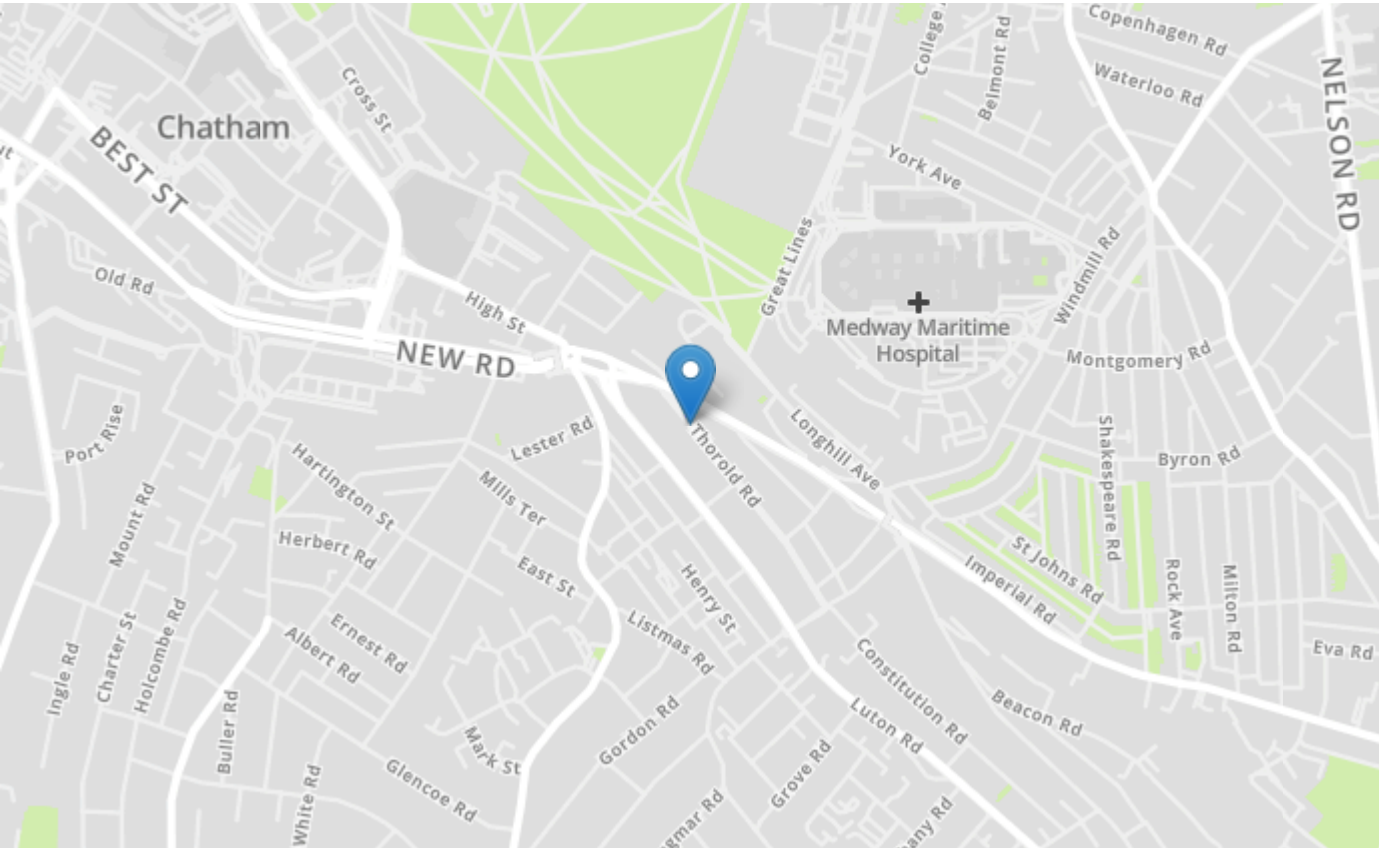 Copenhagen Rd
College
Belmont Rd
Waterloo Rd
NELSON RD
Cross St
Chatham
BEST ST
ut
York Ave
Great Lines
Windmill Rd
Old Rd
High St
Medway Maritime
Hospital
NEW RD
Montgomery Rd
Port Rise
Lester Rd
Thorold Rd
Longhill Ave
Shakespeare Rd
Byron Rd
Hartington St
Mills Ter
Mount Rd
Herbert Rd
East St
St Johns Rd
Imperial Rd
Rock Ave
Milton Rd
Henry St
Ingle Rd
Charter St
Holcombe Rd
Ernest Rd
Albert Rd
Listmas Rd
Eva Rd
Constitution Rd
Beacon Rd
Buller Rd
Gordon Rd
Luton Rd
Mark St
Glencoe Rd
Grove Rd
White Rd
gmar Rd
any Rd